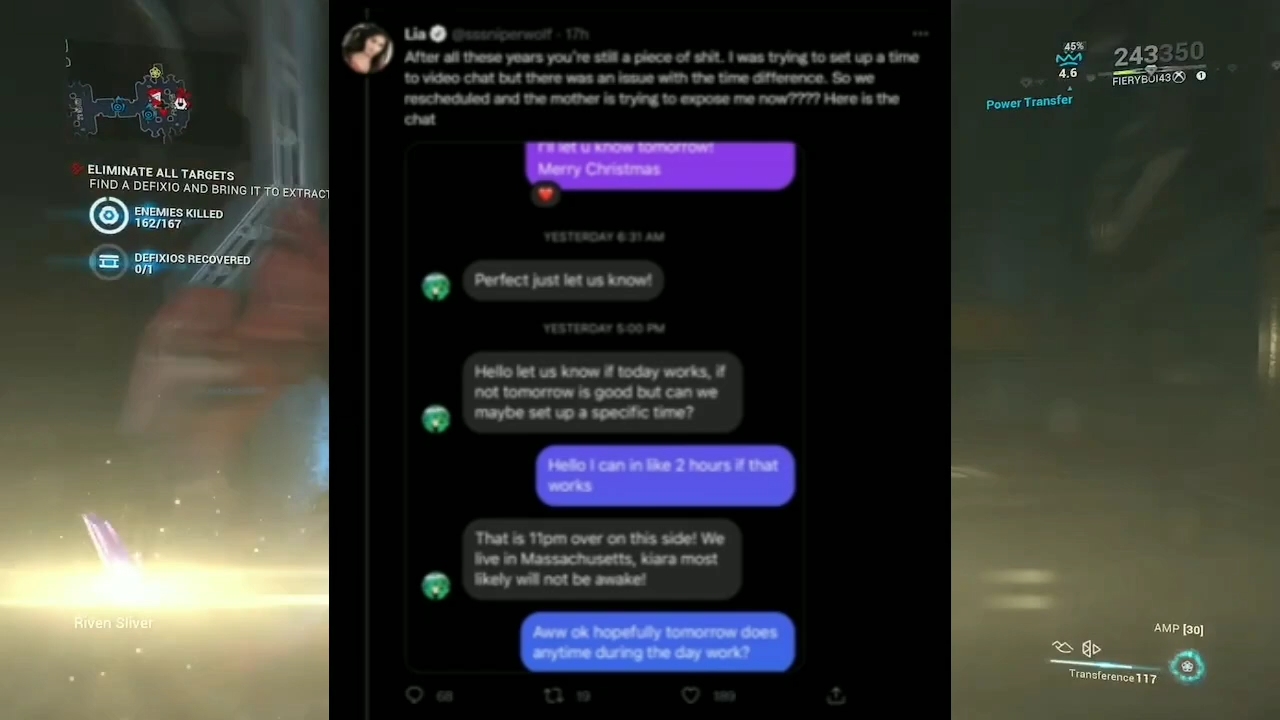 Lia @sssniperwolf · 17h
After all these years you're still a piece of shit. I was trying to set up a time
to video chat but there was an issue with the time difference. So we
rescheduled and the mother is trying to expose me now???? Here is the
chat
I'll let u know tomorrow!
Merry Christmas
YESTERDAY 6:31 AM
Perfect just let us know!
YESTERDAY 5:00 PM
Hello let us know if today works, if
not tomorrow is good but can we
maybe set up a specific time?
Hello I can in like 2 hours if that
works
That is 11pm over on this side! We
live in Massachusetts, kiara most
likely will not be awake!
Aww ok hopefully tomorrow does
anytime during the day work?
68 19 189
ELIMINATE ALL TARGETS
FIND A DEFIXIO AND BRING IT TO EXTRACT
ENEMIES KILLED
162/167
DEFIXIOS RECOVERED
0/1
Riven Sliver
45%
4.6
Power Transfer
243350
FIERYBOI43 1
AMP [30]
Transference 117